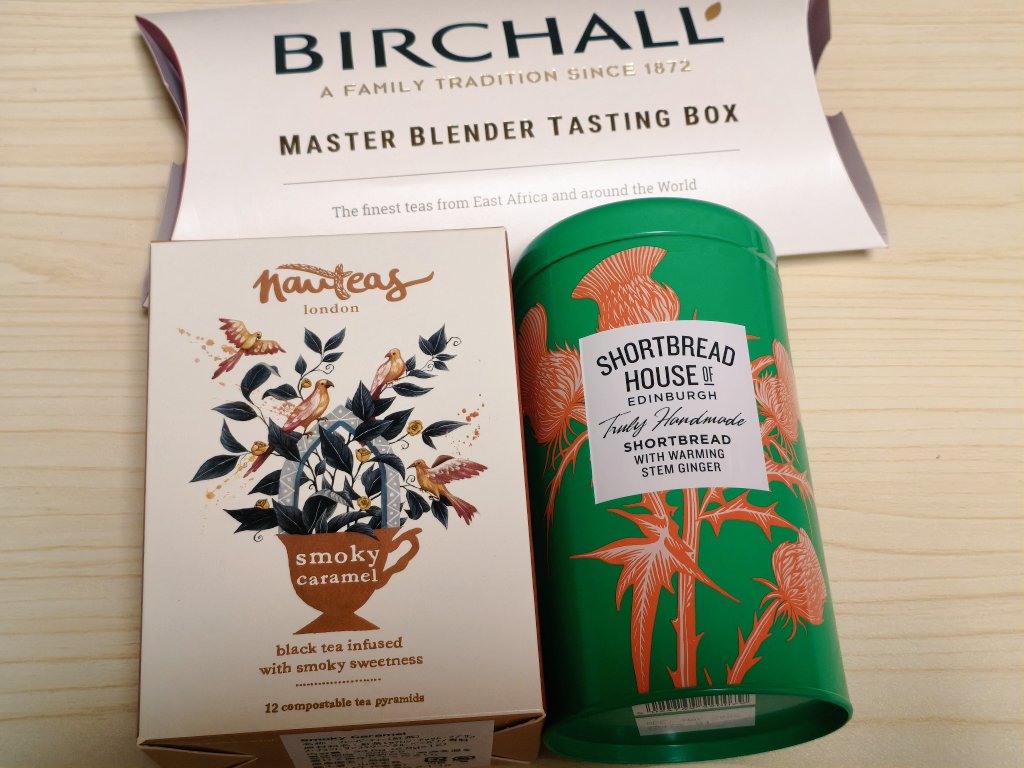 BIRCHALL
A FAMILY TRADITION SINCE 1872
MASTER BLENDER TASTING BOX
The finest teas from East Africa and around the World
nauteas
london
smoky
caramel
black tea infused
with smoky sweetness
12 compostable tea pyramids
Smoky Caramel
SHORTBREAD
HOUSE OF
EDINBURGH
Truly Handmade
SHORTBREAD
WITH WARMING
STEM GINGER